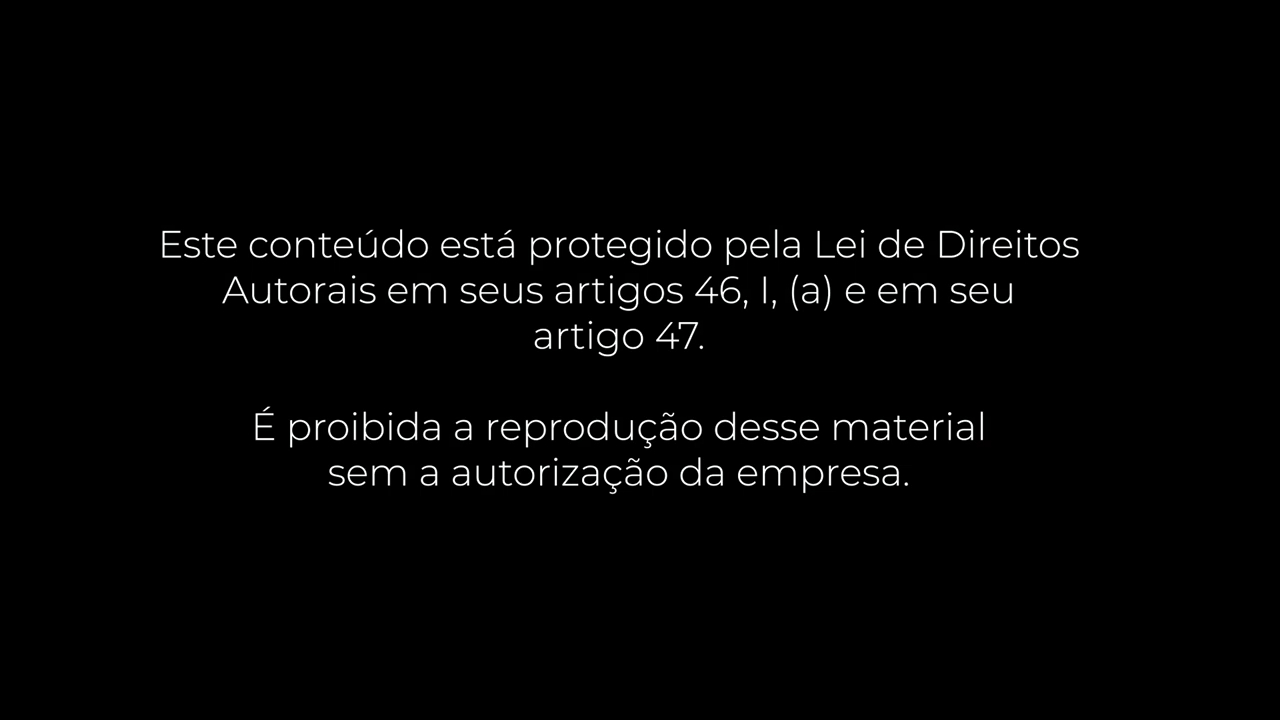 Este conteúdo está protegido pela Lei de Direitos
Autorais em seus artigos 46, I, (a) e em seu
artigo 47.
É proibida a reprodução desse material
sem a autorização da empresa.